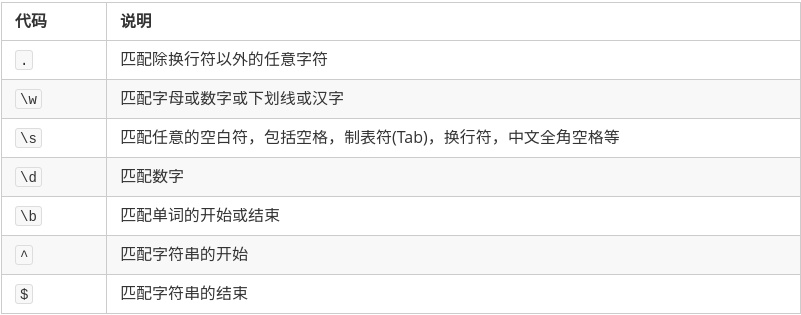 代码 说明
. 匹配除换行符以外的任意字符
\w 匹配字母或数字或下划线或汉字
\s 匹配任意的空白符，包括空格，制表符(Tab)，换行符，中文全角空格等
\d 匹配数字
\b 匹配单词的开始或结束
^ 匹配字符串的开始
$ 匹配字符串的结束